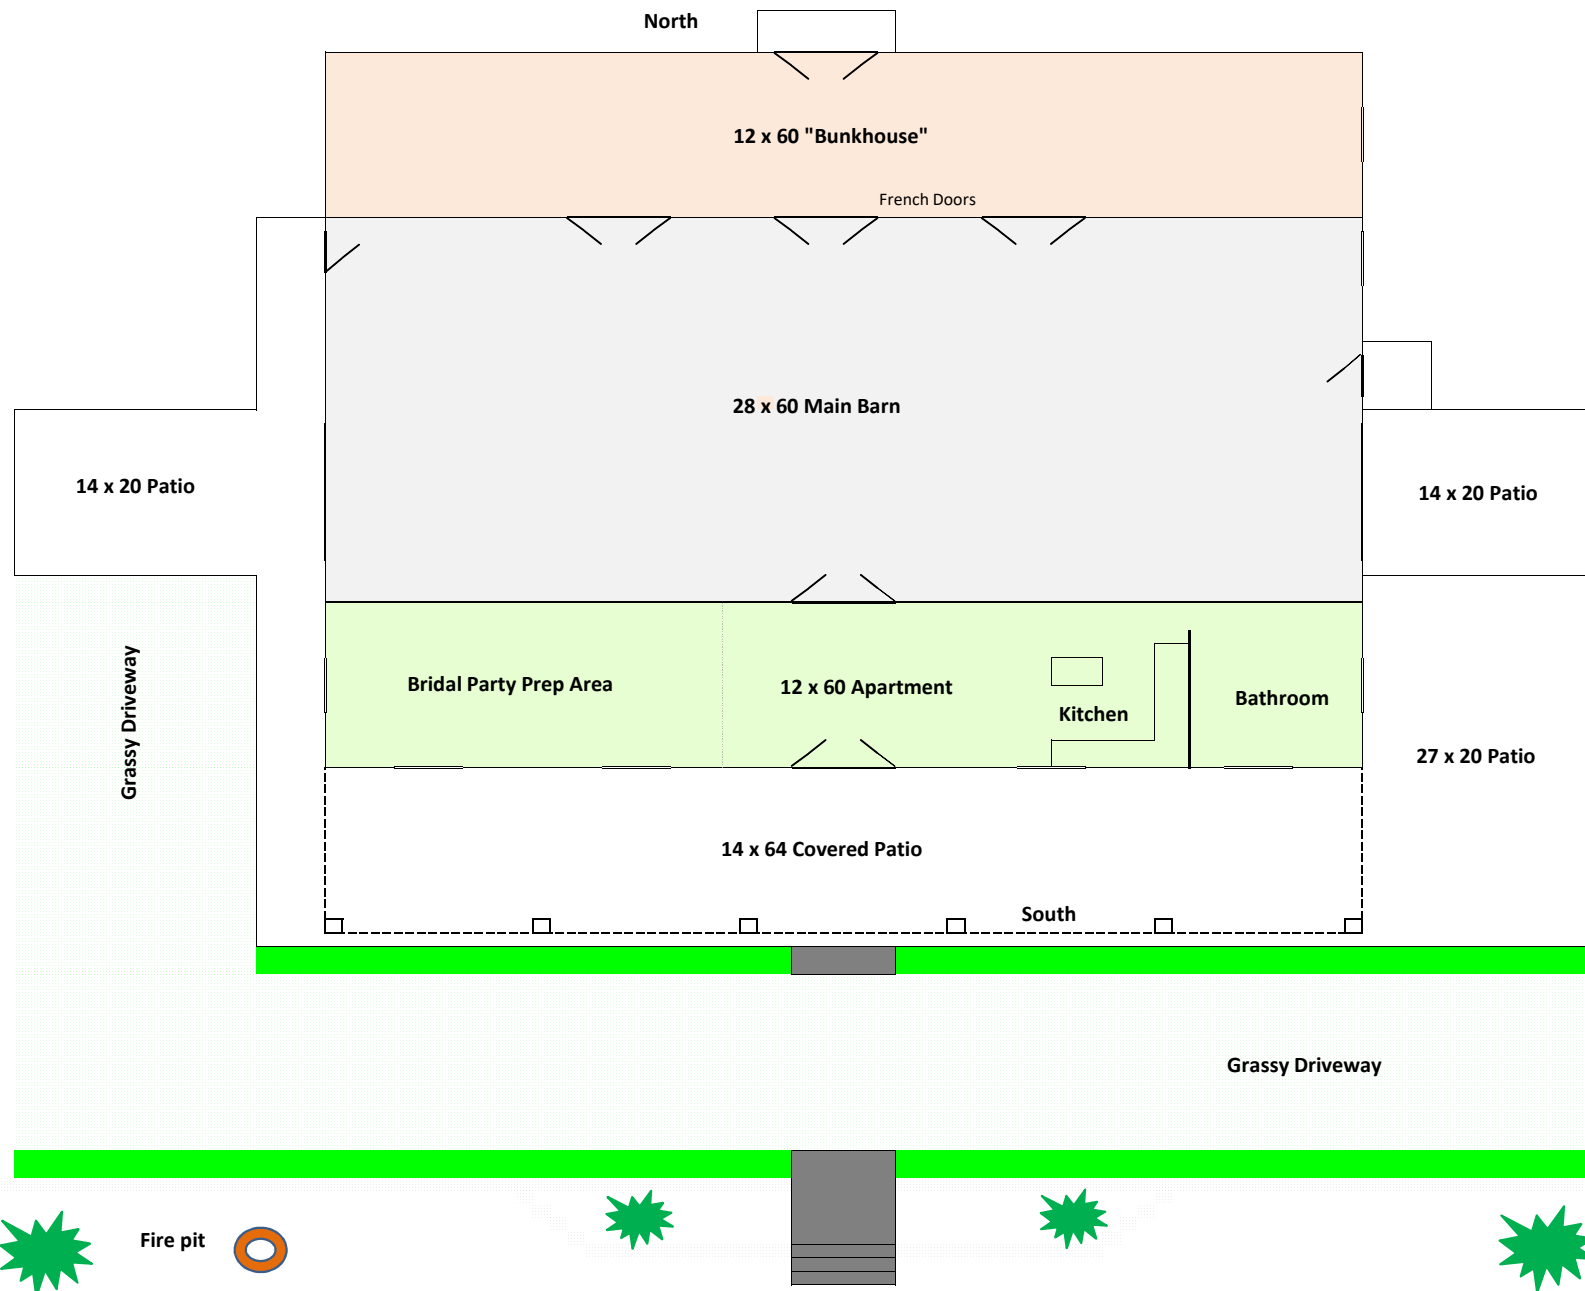 North
12 x 60 "Bunkhouse"
French Doors
28 x 60 Main Barn
14 x 20 Patio
14 x 20 Patio
Grassy Driveway
Bridal Party Prep Area
12 x 60 Apartment
Kitchen
Bathroom
27 x 20 Patio
14 x 64 Covered Patio
South
Grassy Driveway
Fire pit